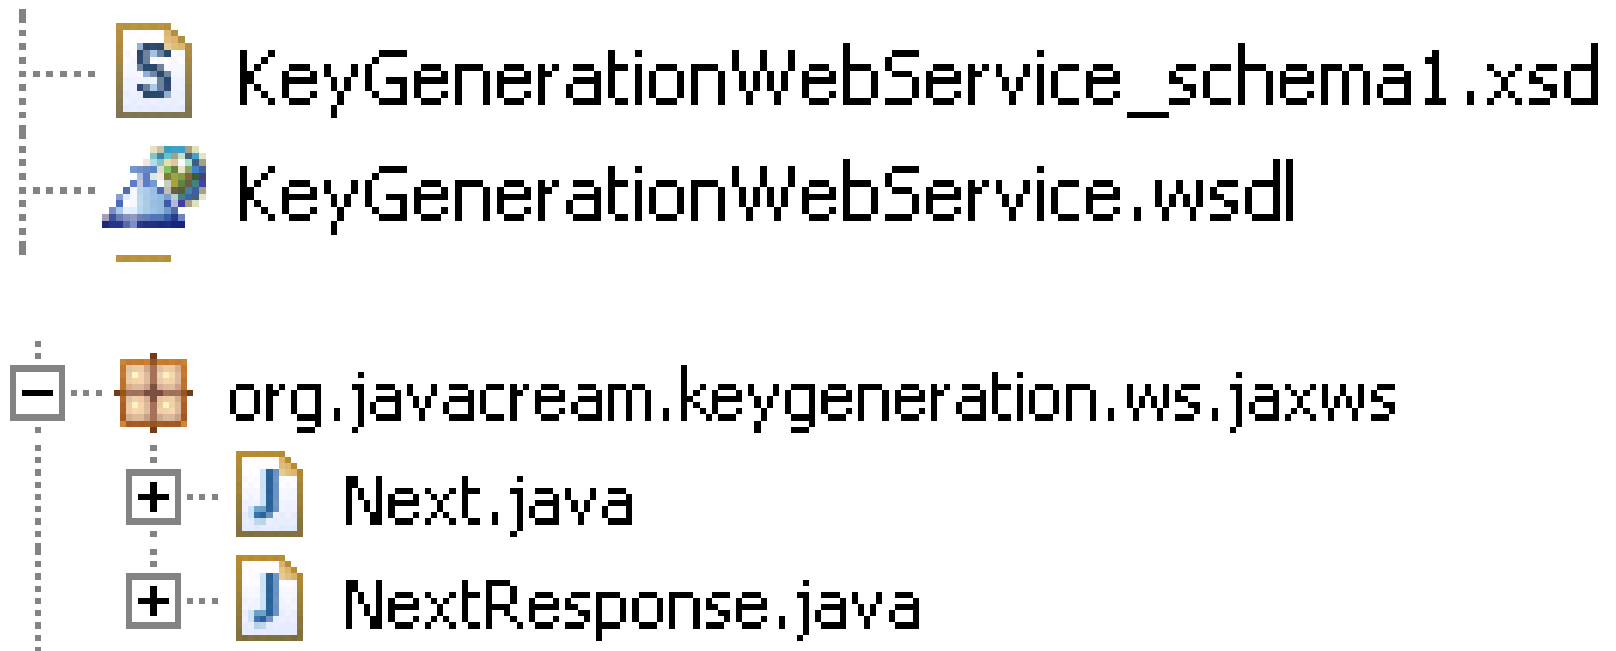 KeyGenerationWebService_schema1.xsd
KeyGenerationWebService.wsdl
org.javacream.keygeneration.ws.jaxws
Next.java
NextResponse.java